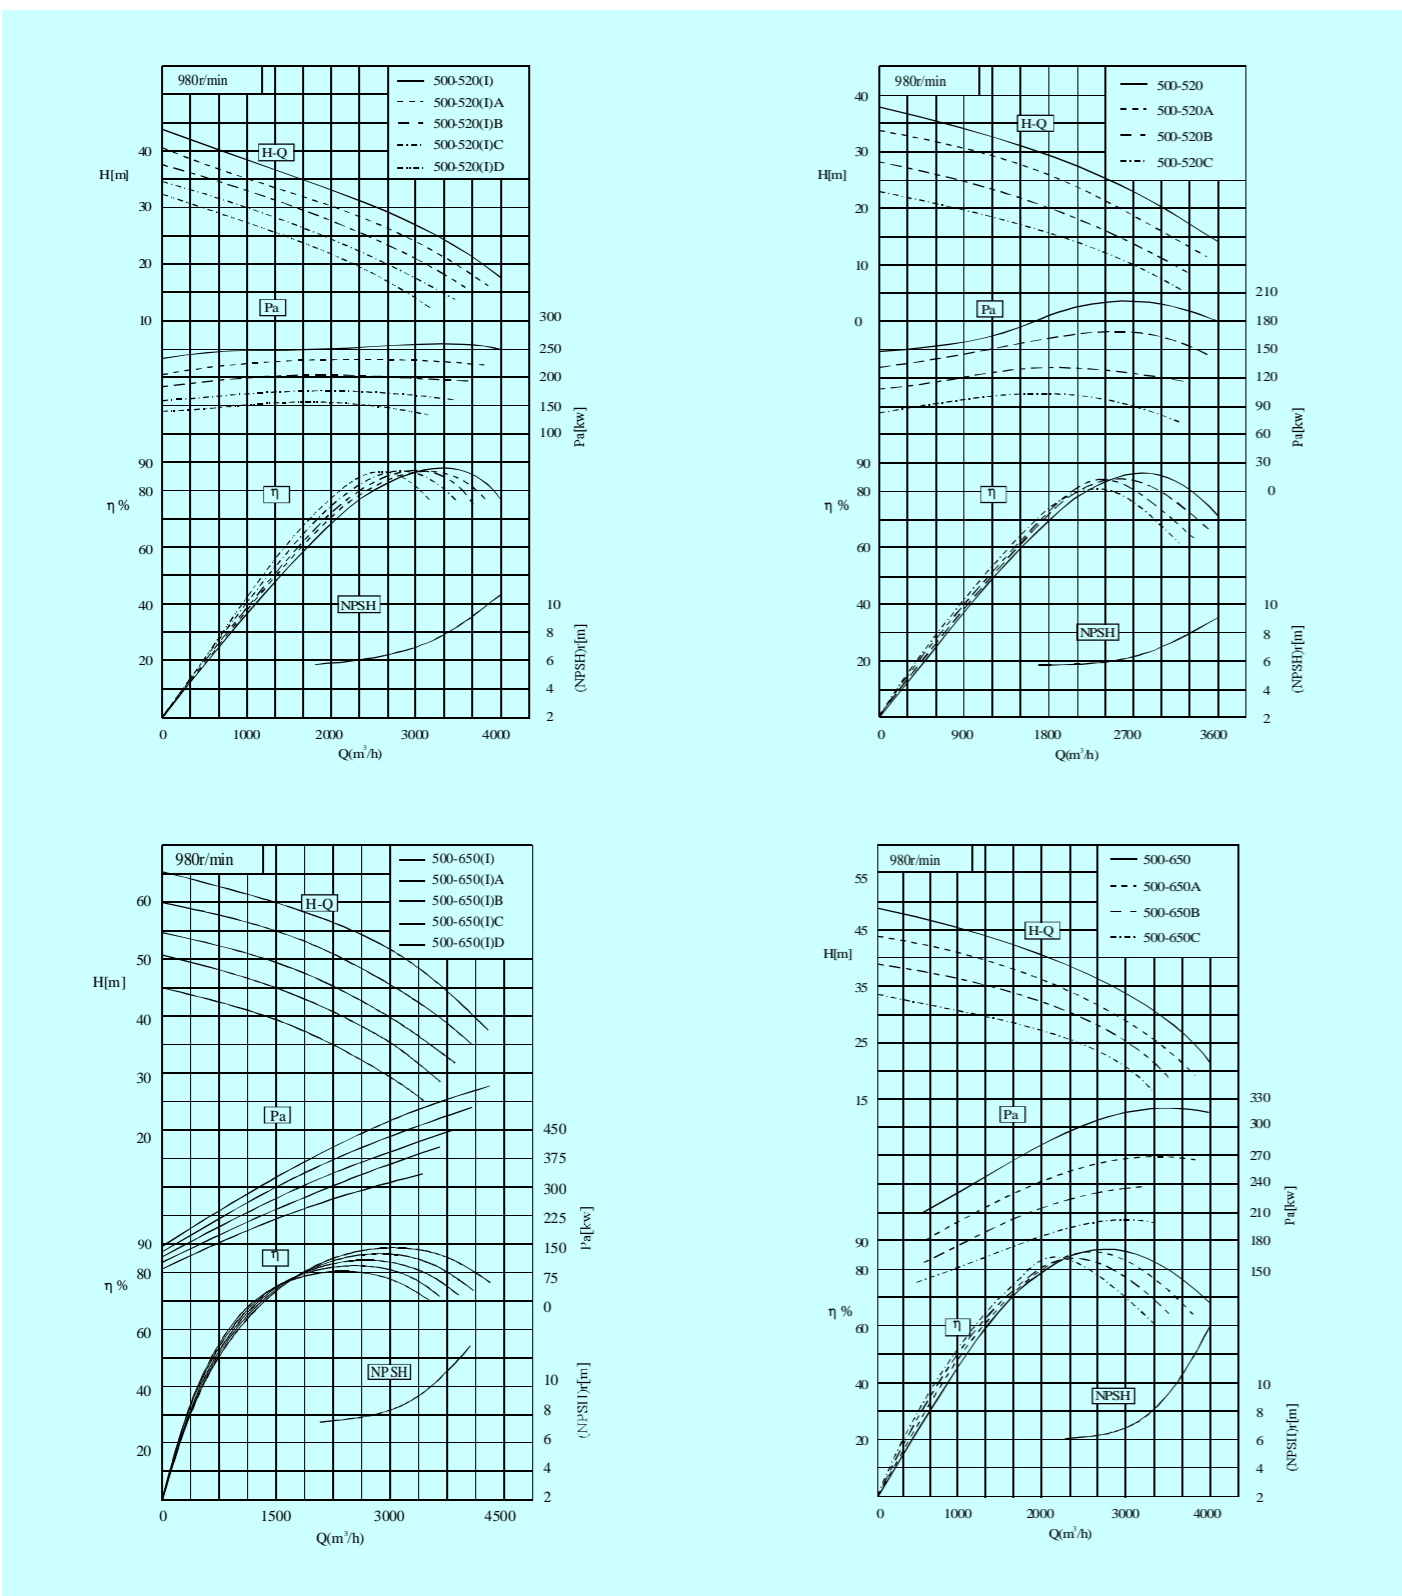 980r/min
500-520(I)
500-520(I)A
500-520(I)B
500-520(I)C
500-520(I)D
H-Q
H[m]
40
30
20
10
Pa
300
250
200
150
100
Pa[kw]
90
80
60
40
20
η %
η
NPSH
10
8
6
4
2
(NPSH)r[m]
0 1000 2000 3000 4000
Q(m³/h)
980r/min
500-520
500-520A
500-520B
500-520C
H-Q
H[m]
40
30
20
10
0
Pa
210
180
150
120
90
60
30
0
Pa[kw]
90
80
60
40
20
η %
η
NPSH
10
8
6
4
2
(NPSH)r[m]
0 900 1800 2700 3600
Q(m³/h)
980r/min
500-650(I)
500-650(I)A
500-650(I)B
500-650(I)C
500-650(I)D
H-Q
H[m]
60
50
40
30
20
Pa
450
375
300
225
150
75
0
Pa[kw]
90
80
60
40
20
η %
η
NPSH
10
8
6
4
2
(NPSH)r[m]
0 1500 3000 4500
Q(m³/h)
980r/min
500-650
500-650A
500-650B
500-650C
H-Q
H[m]
55
45
35
25
15
Pa
330
300
270
240
210
180
150
Pa[kw]
90
80
60
40
20
η %
η
NPSH
10
8
6
4
2
(NPSH)r[m]
0 1000 2000 3000 4000
Q(m³/h)